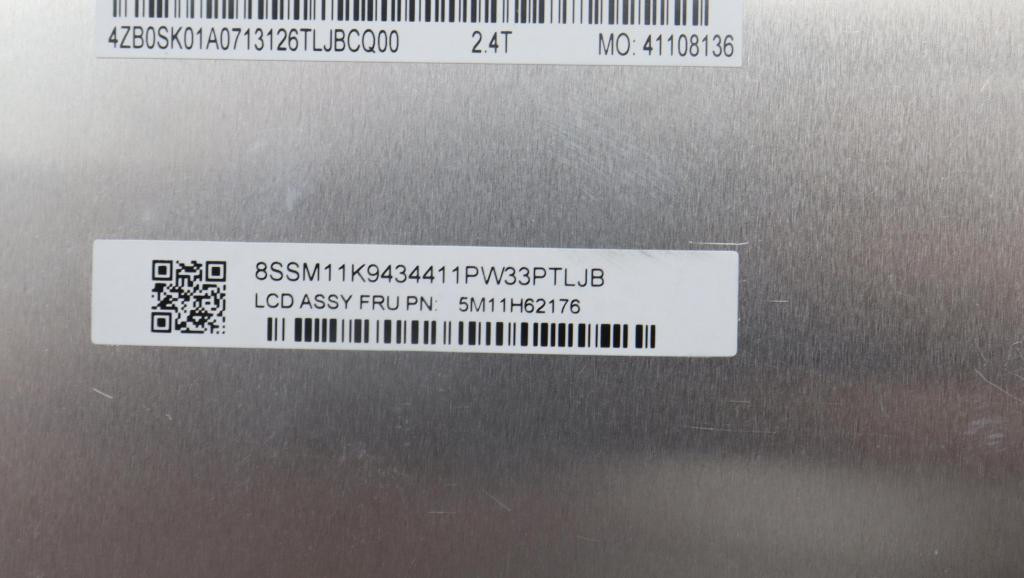 4ZB0SK01A0713126TLJBCQ00 2.4T MO: 41108136
8SSM11K9434411PW33PTLJB
LCD ASSY FRU PN: 5M11H62176